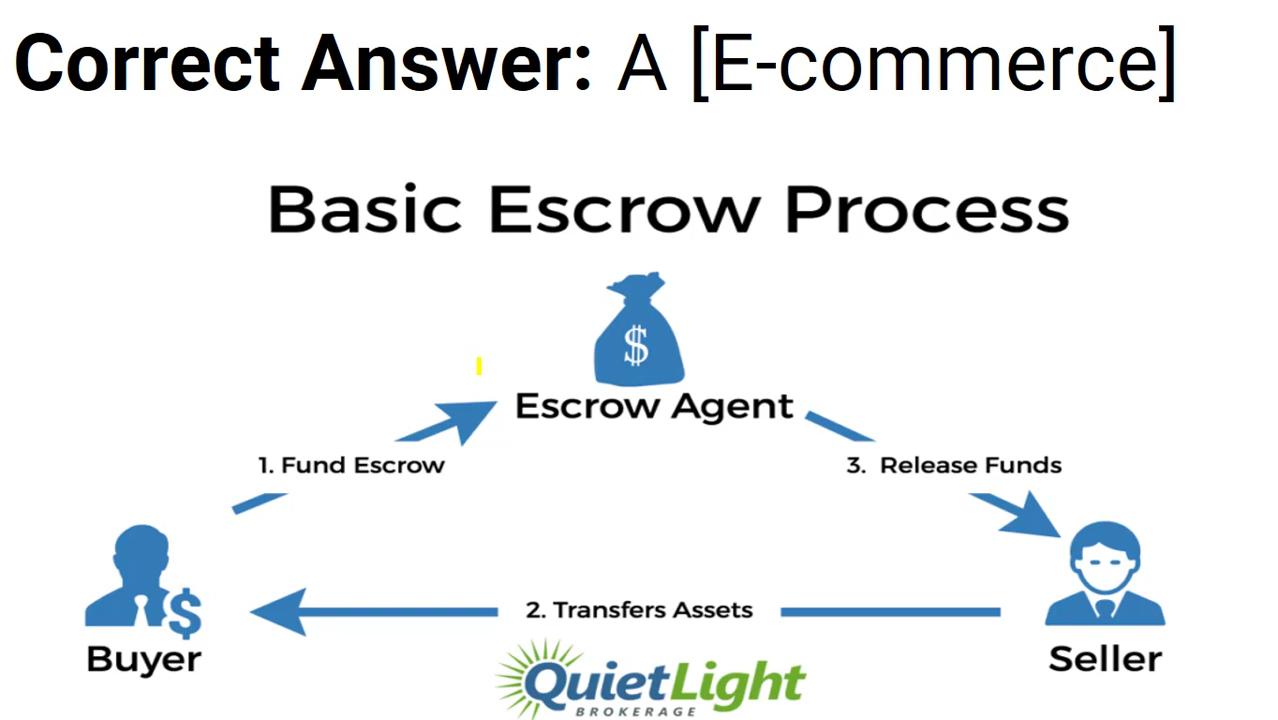 Correct Answer: A [E-commerce]
Basic Escrow Process
$
Escrow Agent
1. Fund Escrow
3. Release Funds
$
2. Transfers Assets
Buyer
Seller
QuietLight
BROKERAGE